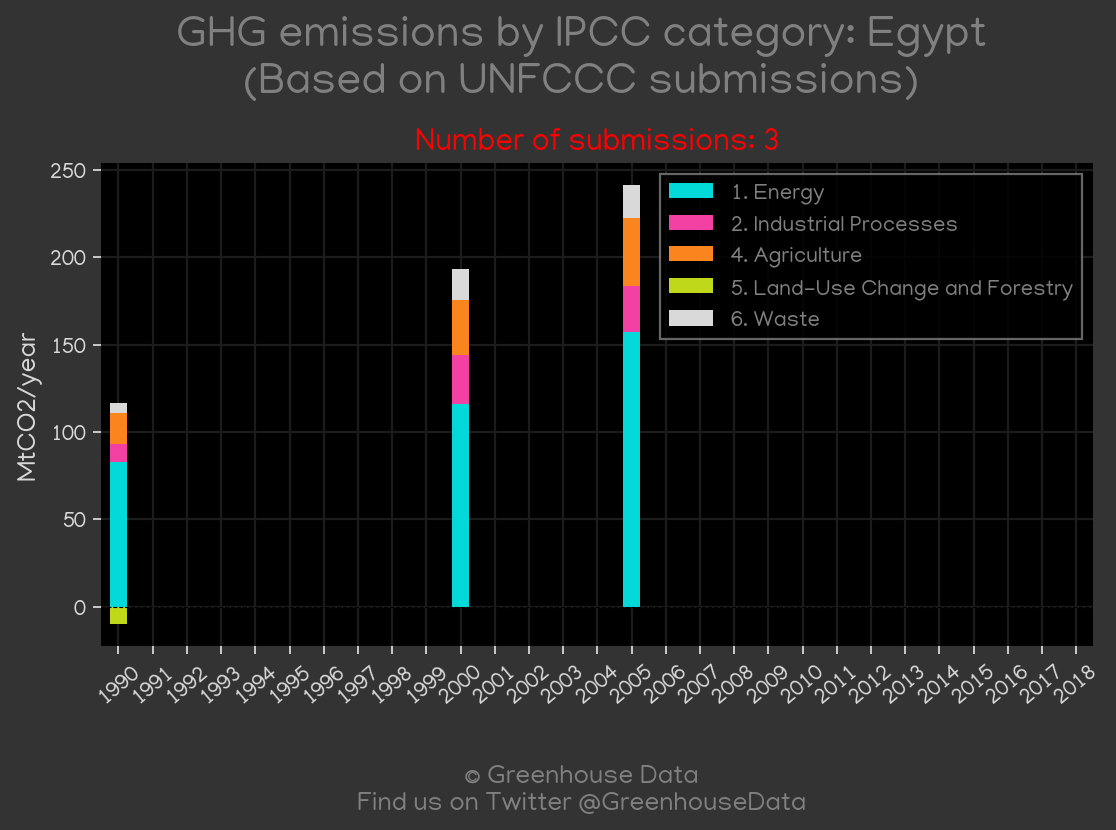 GHG emissions by IPCC category: Egypt
(Based on UNFCCC submissions)
Number of submissions: 3
250
200
150
100
50
0
MtCO2/year
1. Energy
2. Industrial Processes
4. Agriculture
5. Land-Use Change and Forestry
6. Waste
1990 1991 1992 1993 1994 1995 1996 1997 1998 1999 2000 2001 2002 2003 2004 2005 2006 2007 2008 2009 2010 2011 2012 2013 2014 2015 2016 2017 2018
© Greenhouse Data
Find us on Twitter @GreenhouseData